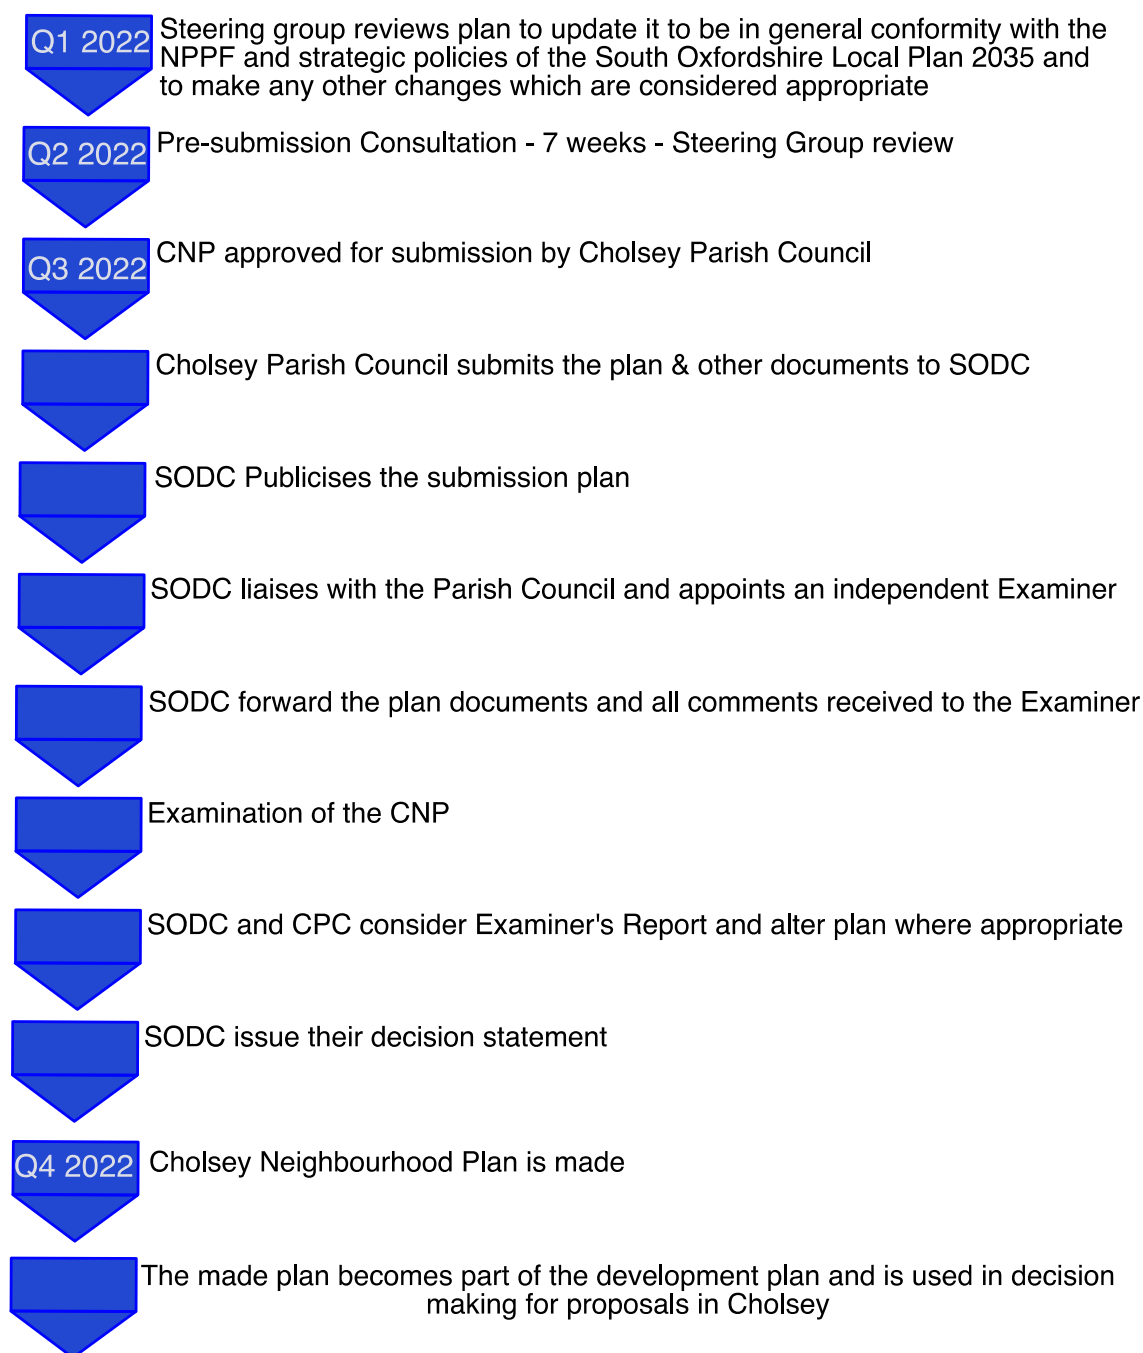 Q1 2022
Steering group reviews plan to update it to be in general conformity with the
NPPF and strategic policies of the South Oxfordshire Local Plan 2035 and
to make any other changes which are considered appropriate
Q2 2022
Pre-submission Consultation - 7 weeks - Steering Group review
Q3 2022
CNP approved for submission by Cholsey Parish Council
Cholsey Parish Council submits the plan & other documents to SODC
SODC Publicises the submission plan
SODC liaises with the Parish Council and appoints an independent Examiner
SODC forward the plan documents and all comments received to the Examiner
Examination of the CNP
SODC and CPC consider Examiner's Report and alter plan where appropriate
SODC issue their decision statement
Q4 2022
Cholsey Neighbourhood Plan is made
The made plan becomes part of the development plan and is used in decision
making for proposals in Cholsey